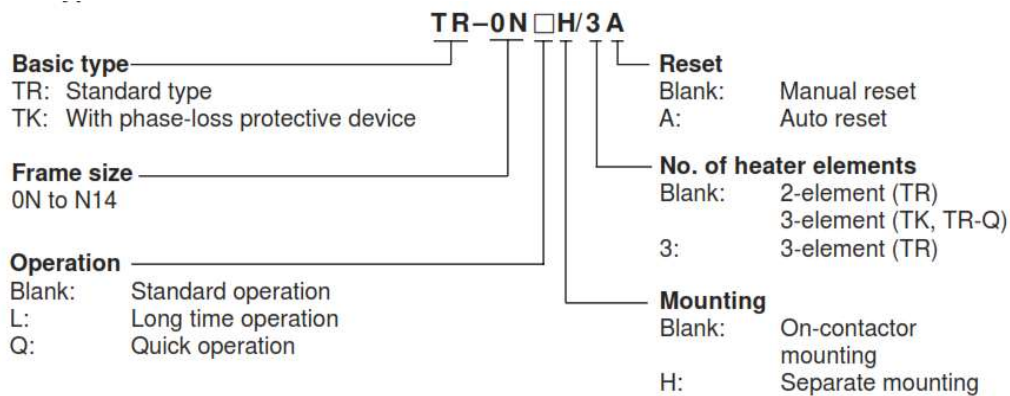 TR-0N□H/3A
Basic type
TR: Standard type
TK: With phase-loss protective device
Frame size
0N to N14
Operation
Blank: Standard operation
L: Long time operation
Q: Quick operation
Reset
Blank: Manual reset
A: Auto reset
No. of heater elements
Blank: 2-element (TR)
3-element (TK, TR-Q)
3: 3-element (TR)
Mounting
Blank: On-contactor
mounting
H: Separate mounting